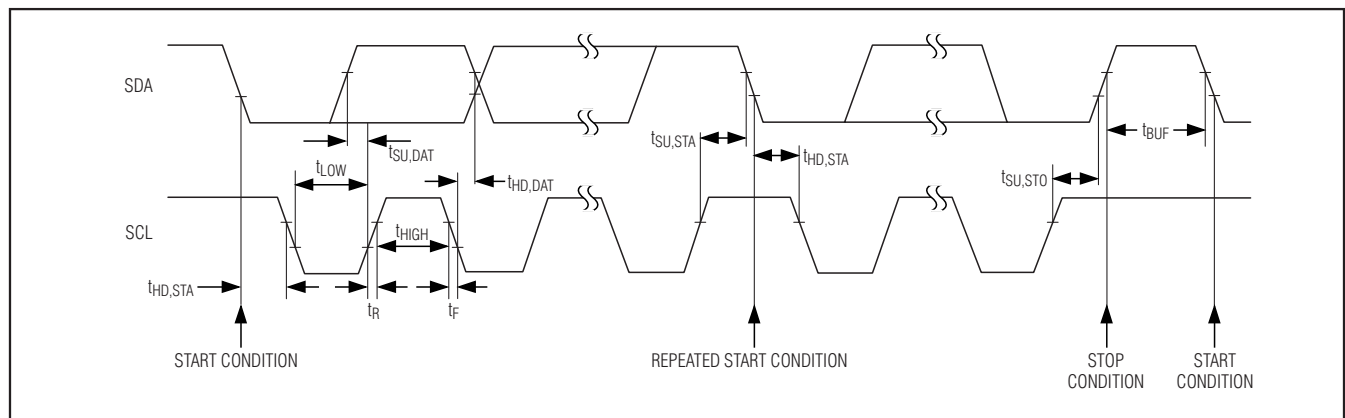 SDA
tSU,STA
tBUF
tSU,DAT
tHD,STA
tLOW
tHD,DAT
tSU,STO
SCL
tHIGH
tHD,STA
tR
tF
START CONDITION
REPEATED START CONDITION
STOP
CONDITION
START
CONDITION